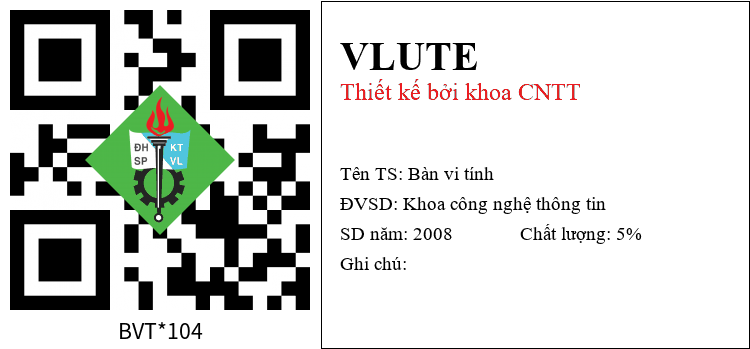 ĐH KT
SP VL
BVT*104
VLUTE
Thiết kế bởi khoa CNTT
Tên TS: Bàn vi tính
ĐVSD: Khoa công nghệ thông tin
SD năm: 2008 Chất lượng: 5%
Ghi chú: